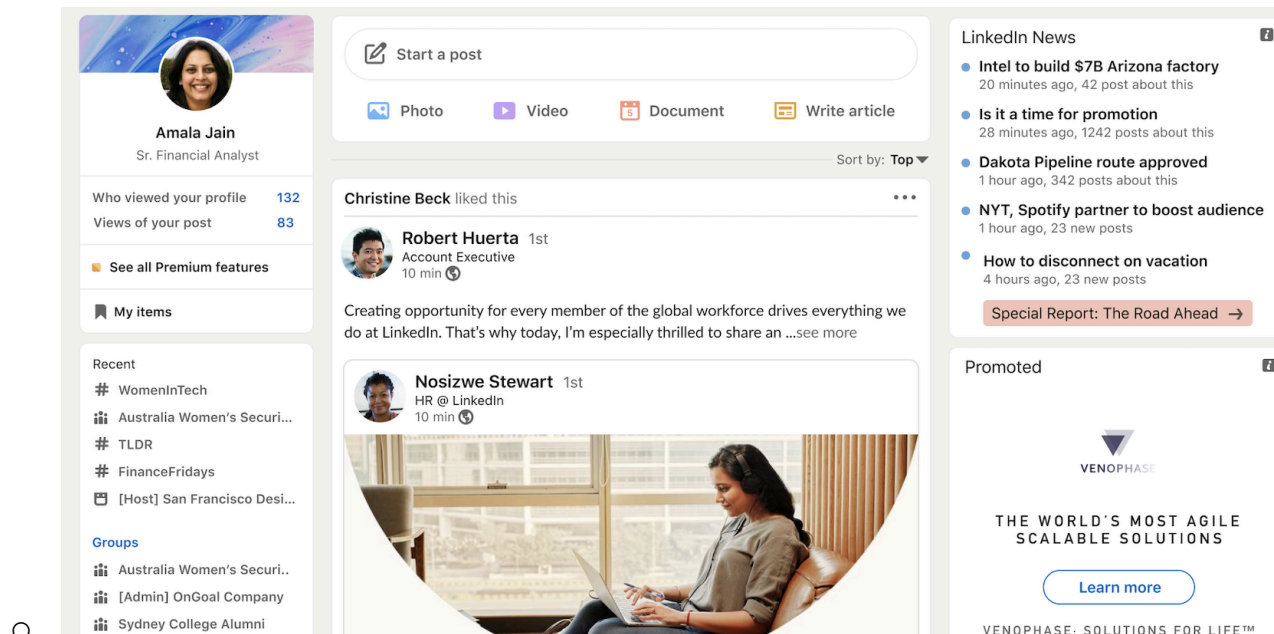 Amala Jain
Sr. Financial Analyst
Who viewed your profile 132
Views of your post 83
See all Premium features
My items
Recent
# WomenInTech
Australia Women's Securi...
# TLDR
# FinanceFridays
[Host] San Francisco Desi...
Groups
Australia Women's Securi..
[Admin] OnGoal Company
Sydney College Alumni
Start a post
Photo Video 5 Document Write article
Sort by: Top
Christine Beck liked this
Robert Huerta 1st
Account Executive
10 min
Creating opportunity for every member of the global workforce drives everything we
do at LinkedIn. That's why today, I'm especially thrilled to share an ...see more
Nosizwe Stewart 1st
HR @ LinkedIn
10 min
LinkedIn News
Intel to build $7B Arizona factory
20 minutes ago, 42 post about this
Is it a time for promotion
28 minutes ago, 1242 posts about this
Dakota Pipeline route approved
1 hour ago, 342 posts about this
NYT, Spotify partner to boost audience
1 hour ago, 23 new posts
How to disconnect on vacation
4 hours ago, 23 new posts
Special Report: The Road Ahead →
Promoted
VENOPHASE
THE WORLD'S MOST AGILE
SCALABLE SOLUTIONS
Learn more
VENOPHASE: SOLUTIONS FOR LIFE™